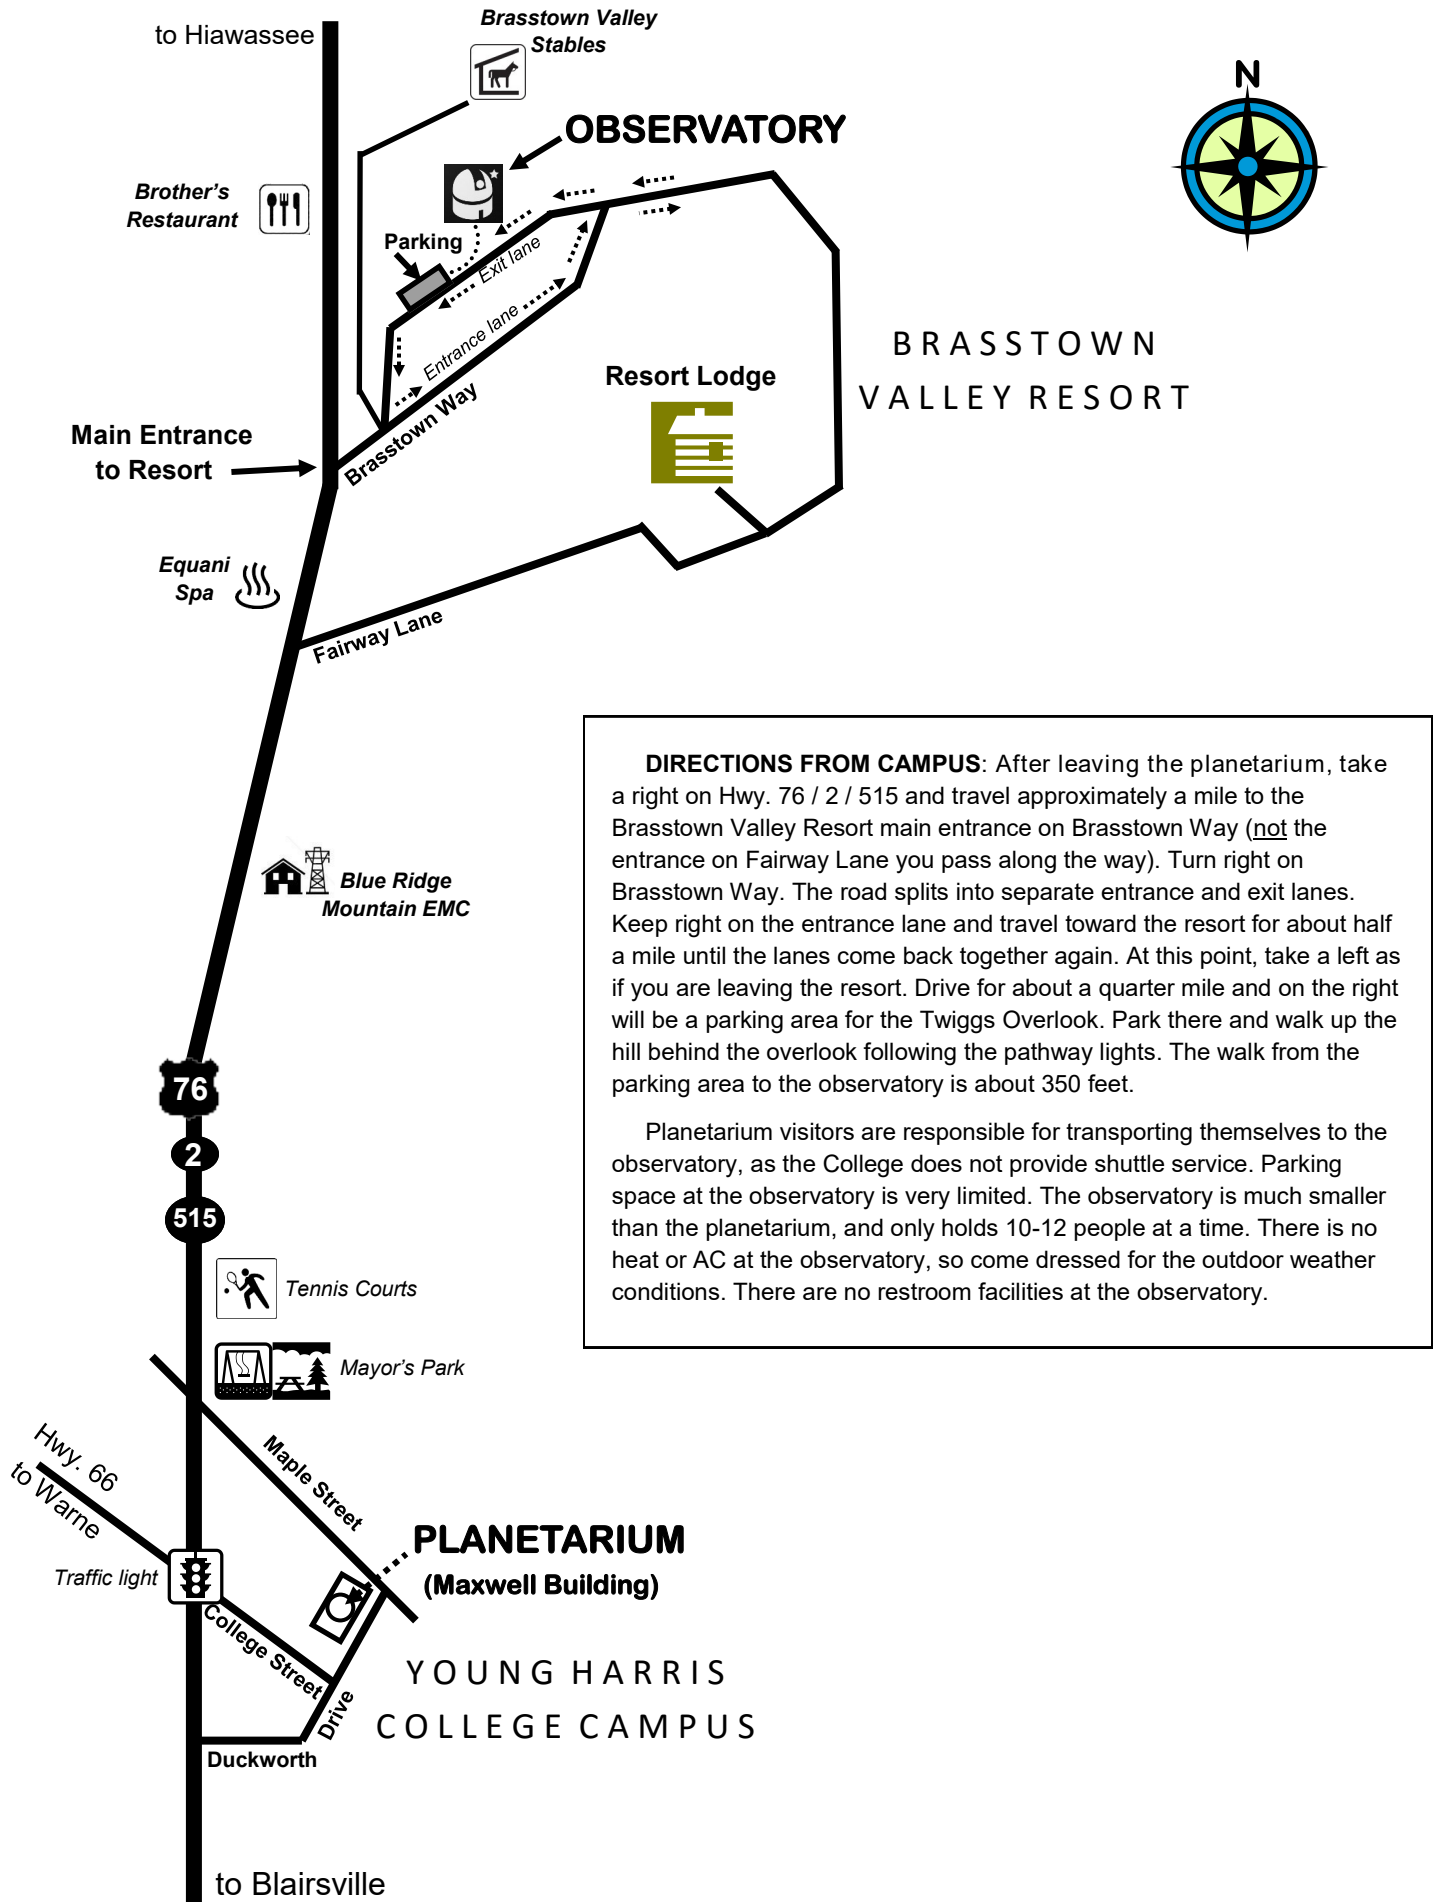 to Hiawassee
Brasstown Valley
Stables
N
OBSERVATORY
Brother's
Restaurant
Parking
Exit lane
Entrance lane
Brasstown Way
BRASSTOWN
VALLEY RESORT
Resort Lodge
Main Entrance
to Resort
Equani
Spa
Fairway Lane
DIRECTIONS FROM CAMPUS: After leaving the planetarium, take
a right on Hwy. 76 / 2 / 515 and travel approximately a mile to the
Brasstown Valley Resort main entrance on Brasstown Way (not the
entrance on Fairway Lane you pass along the way). Turn right on
Brasstown Way. The road splits into separate entrance and exit lanes.
Keep right on the entrance lane and travel toward the resort for about half
a mile until the lanes come back together again. At this point, take a left as
if you are leaving the resort. Drive for about a quarter mile and on the right
will be a parking area for the Twiggs Overlook. Park there and walk up the
hill behind the overlook following the pathway lights. The walk from the
parking area to the observatory is about 350 feet.
Planetarium visitors are responsible for transporting themselves to the
observatory, as the College does not provide shuttle service. Parking
space at the observatory is very limited. The observatory is much smaller
than the planetarium, and only holds 10-12 people at a time. There is no
heat or AC at the observatory, so come dressed for the outdoor weather
conditions. There are no restroom facilities at the observatory.
Blue Ridge
Mountain EMC
76
2
515
Tennis Courts
Mayor's Park
Hwy. 66
to Warne
Maple Street
PLANETARIUM
(Maxwell Building)
Traffic light
College Street
YOUNG HARRIS
COLLEGE CAMPUS
Drive
Duckworth
to Blairsville